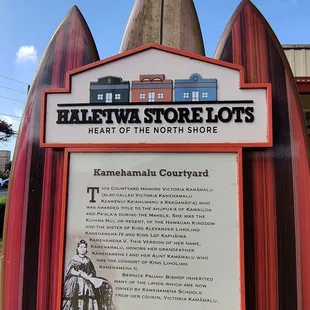 HALE'IWA STORE LOTS
HEART OF THE NORTH SHORE
Kamehamalu Courtyard
This Courtyard Honors Victoria Kamāmalu
(also called Victoria Kamehamalu
Kekuanui Ka'ahumanu a Kekūanaō'a) who
was awarded title to the ahupua'a of Kawailoa
and Pa'ala'a during the Mahele. She was the
Kuhina Nui, or regent, of the Hawaiian Kingdom
and the sister of King Alexander Liholiho
Kamehameha IV and King Lot Kapuāiwa
Kamehameha V. This version of her name,
Kamehamalu, honors her grandfather
Kamehameha I and her Aunt Kamāmalu who
was the consort of King Liholiho
Kamehameha II.
Bernice Pauahi Bishop inherited
many of the lands which are now
owned by Kamehameha Schools
from her cousin, Victoria Kamāmalu.